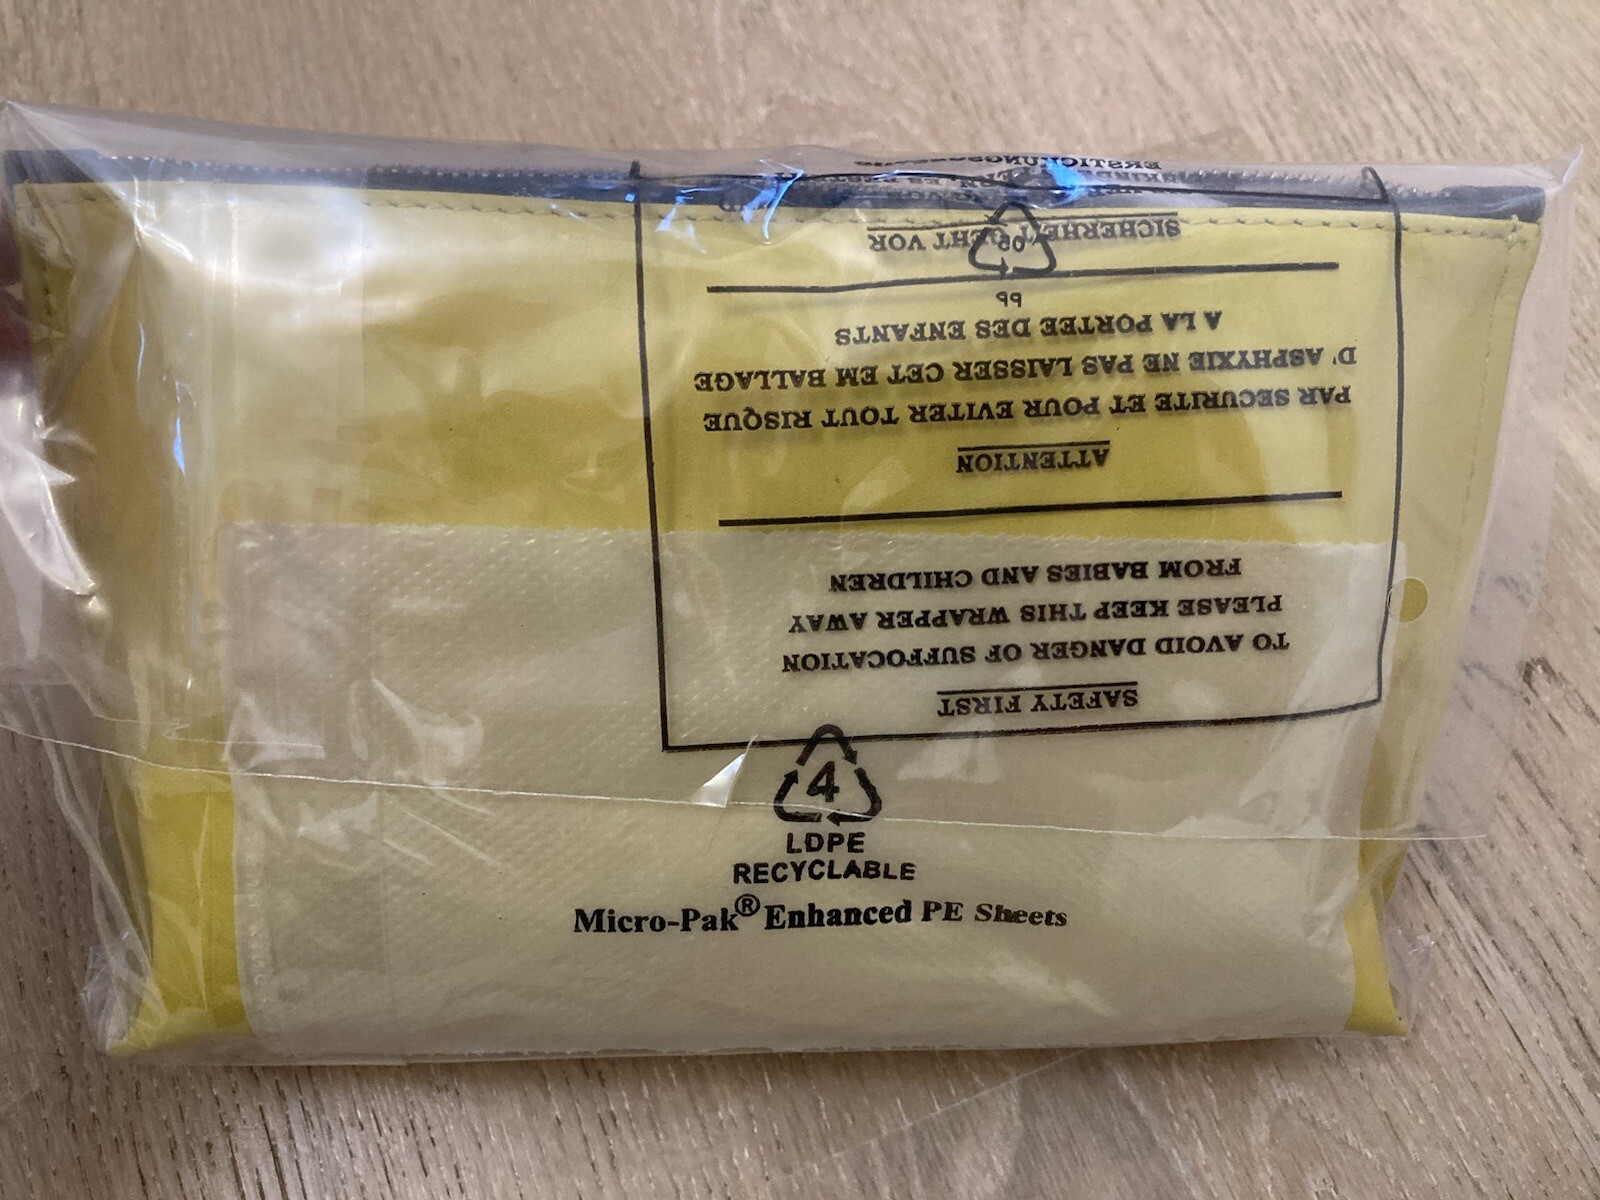 SAFETY FIRST
TO AVOID DANGER OF SUFFOCATION
PLEASE KEEP THIS WRAPPER AWAY
FROM BABIES AND CHILDREN
ATTENTION
PAR SECURITE ET POUR EVITER TOUT RISQUE
D'ASPHYXIE NE PAS LAISSER CET EM BALLAGE
A LA PORTEE DES ENFANTS
PP
SICHERHEIT GEHT VOR
4
LDPE
RECYCLABLE
Micro-Pak® Enhanced PE Sheets